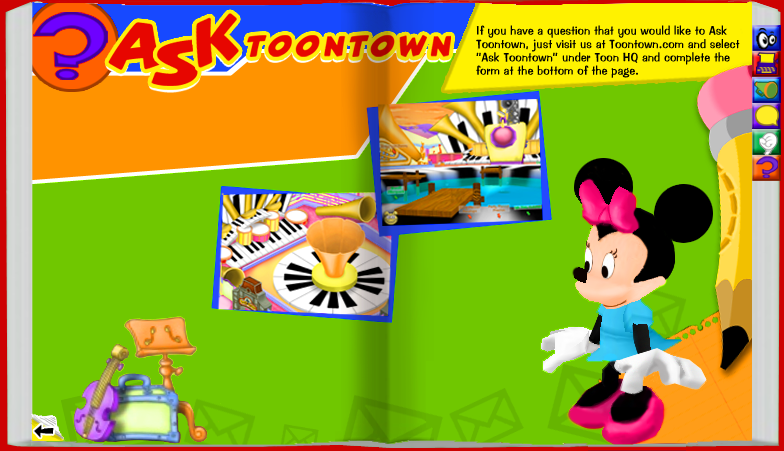 ? ASK TOONTOWN
If you have a question that you would like to Ask
Toontown, just visit us at Toontown.com and select
"Ask Toontown" under Toon HQ and complete the
form at the bottom of the page.
?